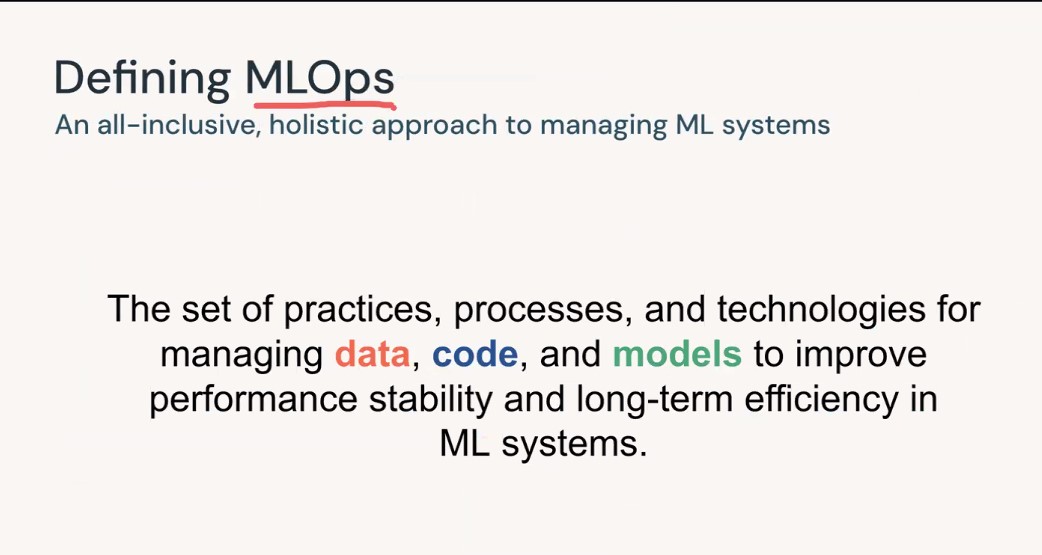 Defining MLOps
An all-inclusive, holistic approach to managing ML systems
The set of practices, processes, and technologies for
managing data, code, and models to improve
performance stability and long-term efficiency in
ML systems.